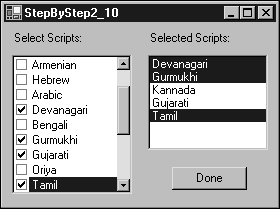 StepByStep2_10
Select Scripts:
Selected Scripts:
Armenian
Hebrew
Arabic
Devanagari
Bengali
Gurmukhi
Gujarati
Oriya
Tamil
Devanagari
Gurmukhi
Kannada
Gujarati
Tamil
Done